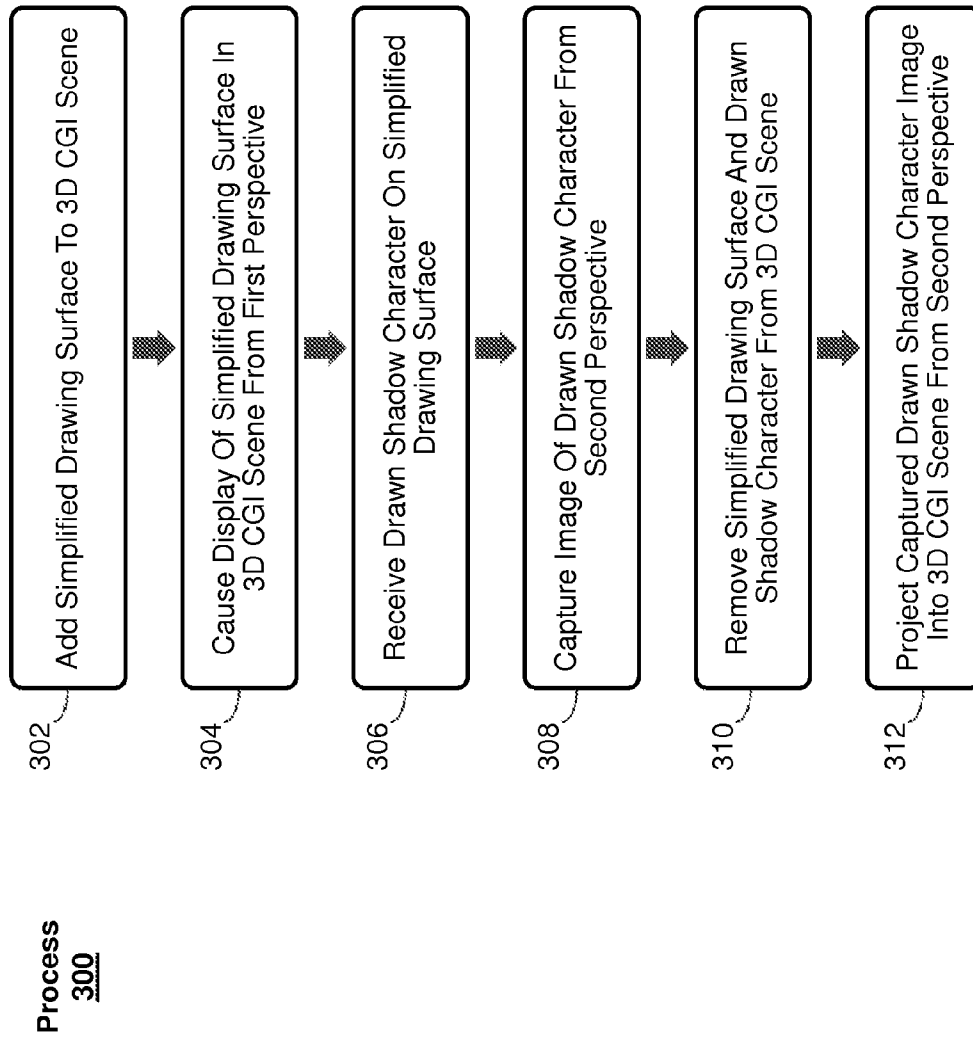 Process
300
302
Add Simplified Drawing Surface To 3D CGI Scene
304
Cause Display Of Simplified Drawing Surface In
3D CGI Scene From First Perspective
306
Receive Drawn Shadow Character On Simplified
Drawing Surface
308
Capture Image Of Drawn Shadow Character From
Second Perspective
310
Remove Simplified Drawing Surface And Drawn
Shadow Character From 3D CGI Scene
312
Project Captured Drawn Shadow Character Image
Into 3D CGI Scene From Second Perspective